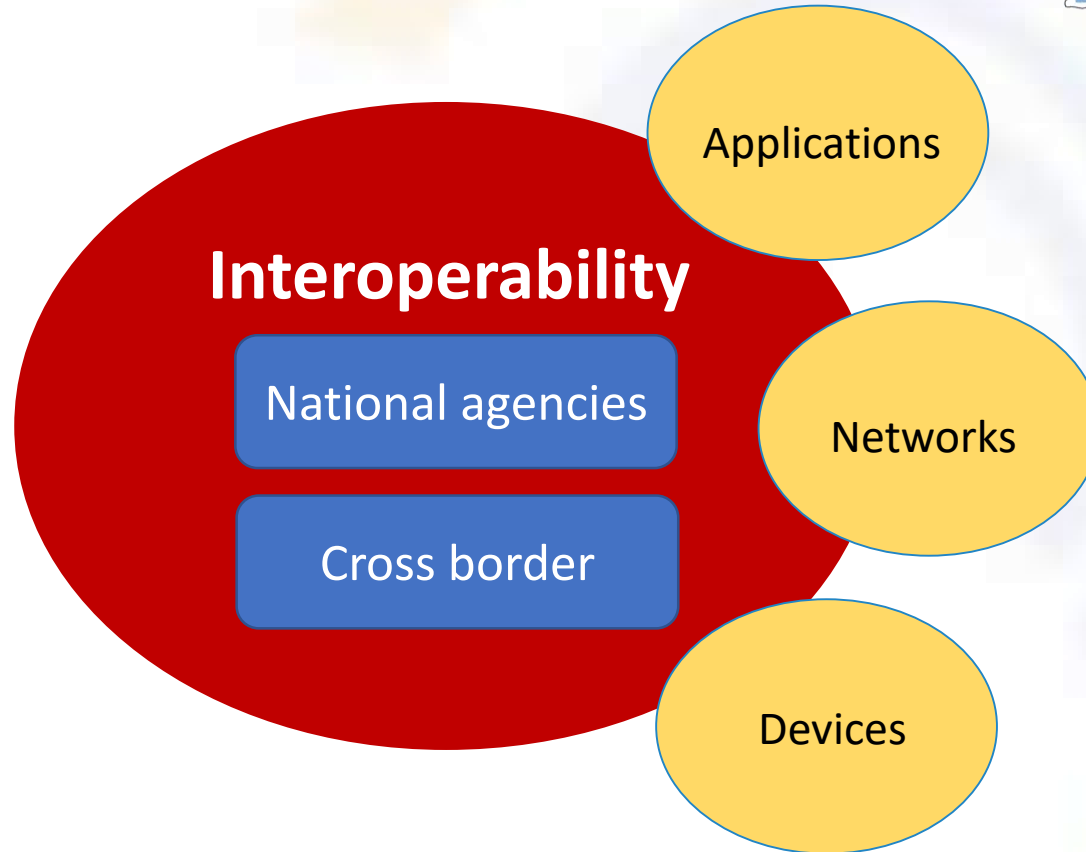 Applications
Interoperability
National agencies
Networks
Cross border
Devices